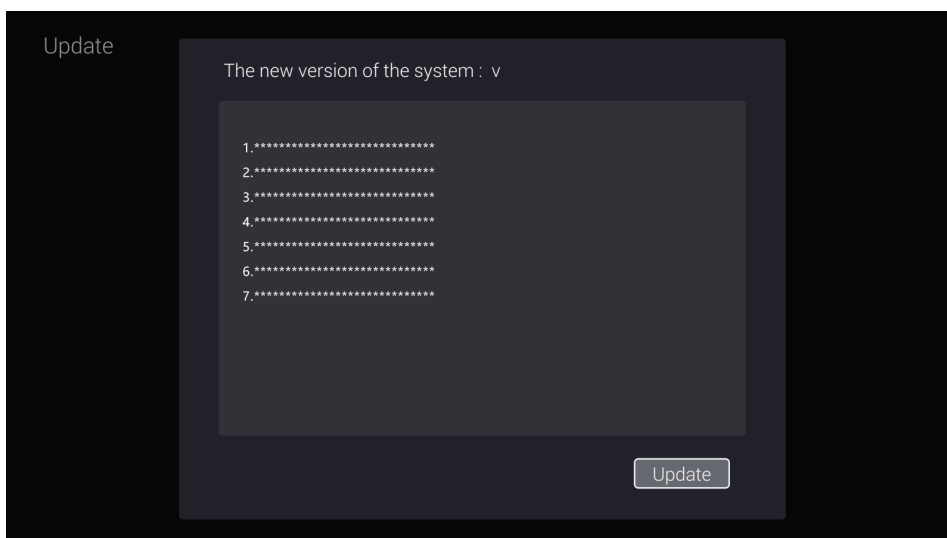 Update
The new version of the system : v
1.*****************************
2.*****************************
3.*****************************
4.*****************************
5.*****************************
6.*****************************
7.*****************************
Update